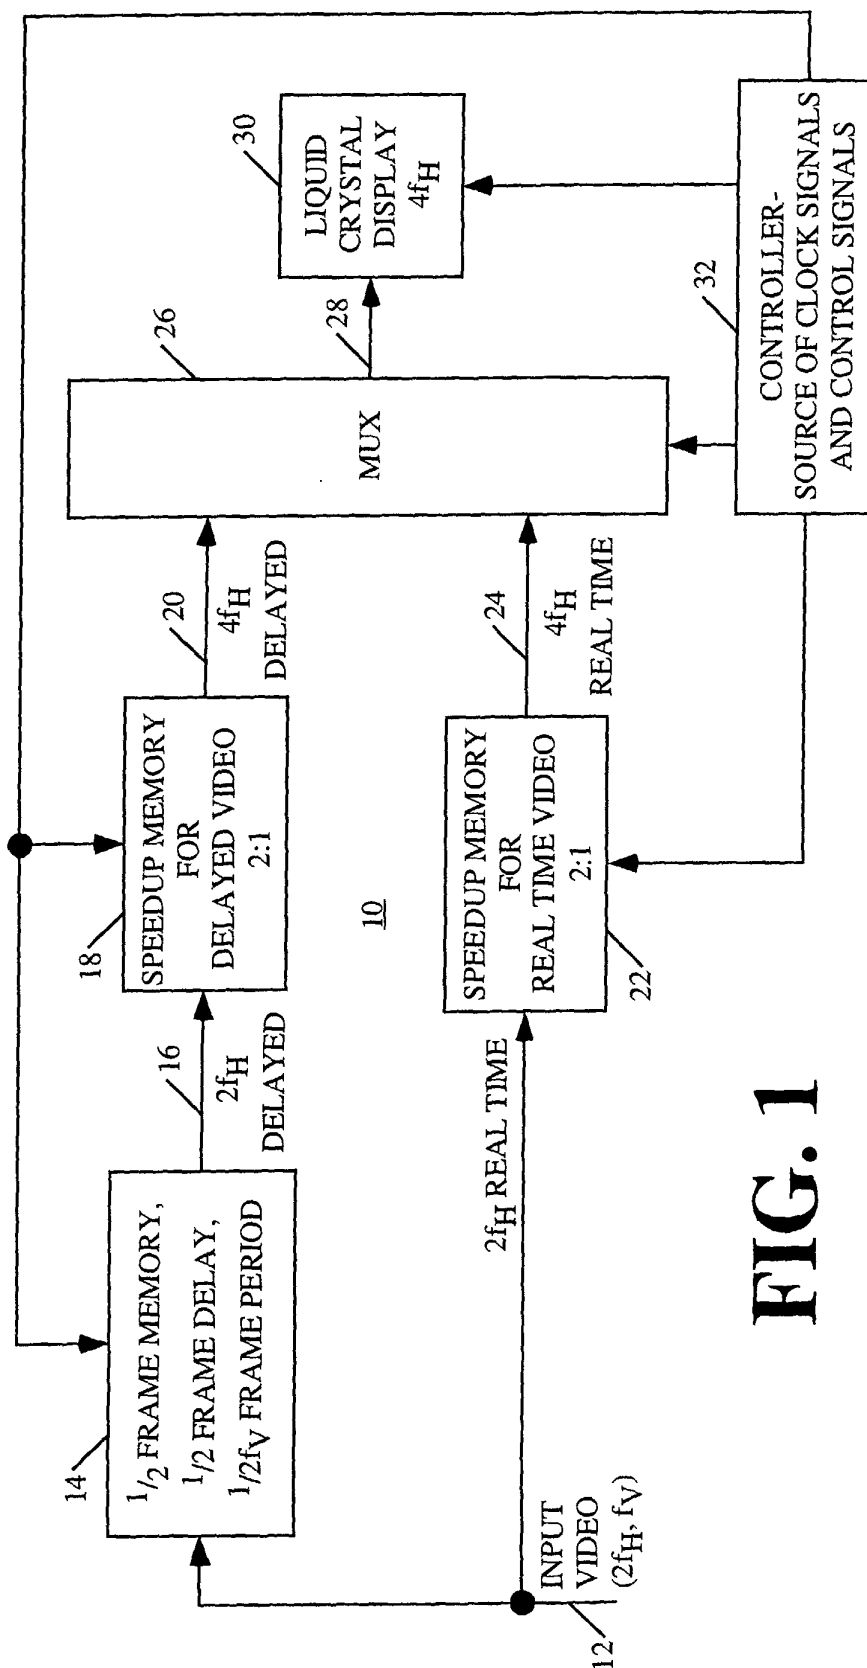 14
1/2 FRAME MEMORY,
1/2 FRAME DELAY,
1/2fV FRAME PERIOD
16
2fH
DELAYED
18
SPEEDUP MEMORY
FOR
DELAYED VIDEO
2:1
20
4fH
DELAYED
26
MUX
28
30
LIQUID
CRYSTAL
DISPLAY
4fH
10
12
INPUT
VIDEO
(2fH, fV)
2fH REAL TIME
22
SPEEDUP MEMORY
FOR
REAL TIME VIDEO
2:1
24
4fH
REAL TIME
32
CONTROLLER-
SOURCE OF CLOCK SIGNALS
AND CONTROL SIGNALS
FIG. 1